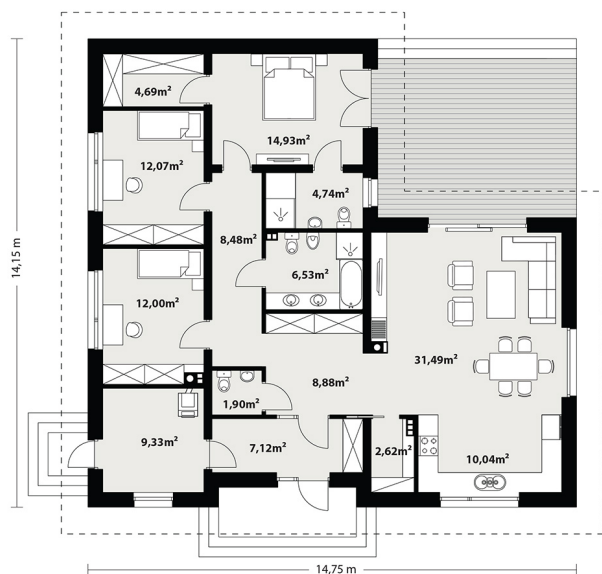 4,69m²
14,93m²
12,07m²
4,74m²
8,48m²
6,53m²
14,15 m
12,00m²
31,49m²
8,88m²
1,90m²
9,33m²
7,12m²
2,62m²
10,04m²
14,75 m